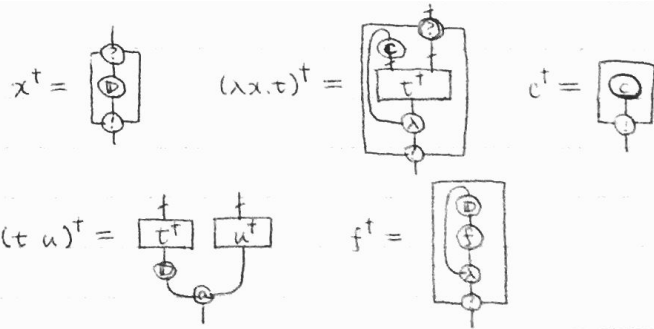 x† = ? D !
(λx.t)† = ? C t† λ !
c† = c !
(t u)† = t† u† D a
f† = D f λ !